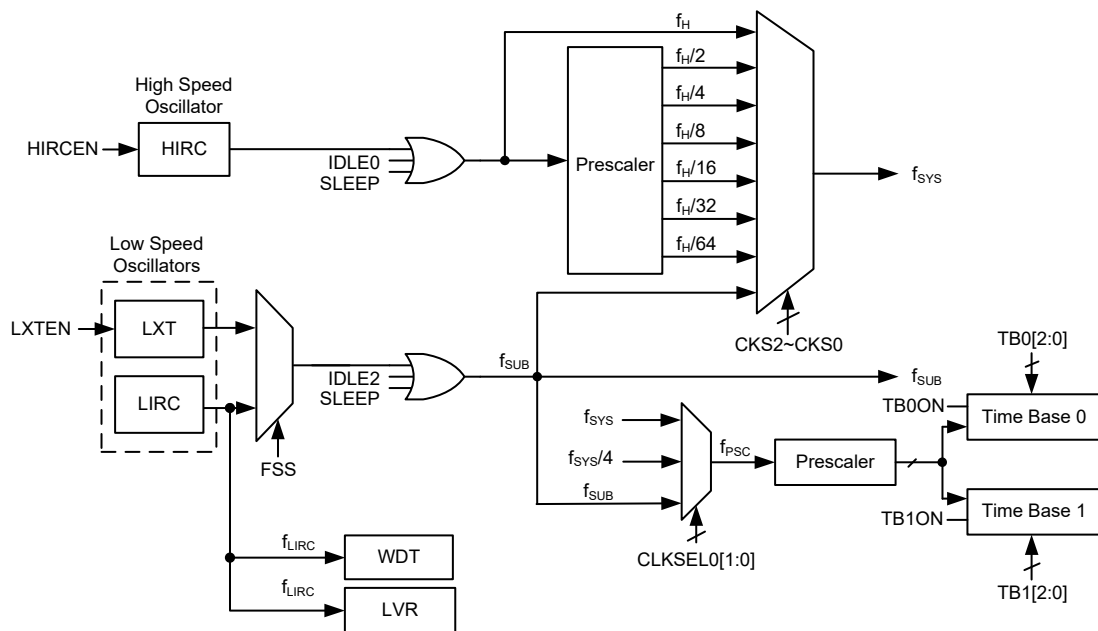 f_H
f_H/2
High Speed
Oscillator
f_H/4
HIRCEN
HIRC
f_H/8
IDLE0
SLEEP
Prescaler
f_H/16
f_SYS
f_H/32
Low Speed
Oscillators
f_H/64
LXTEN
LXT
CKS2~CKS0
TB0[2:0]
f_SUB
f_SUB
IDLE2
SLEEP
LIRC
TB0ON
Time Base 0
f_SYS
FSS
f_SYS/4
f_PSC
Prescaler
f_SUB
Time Base 1
TB1ON
f_LIRC
WDT
CLKSEL0[1:0]
TB1[2:0]
f_LIRC
LVR